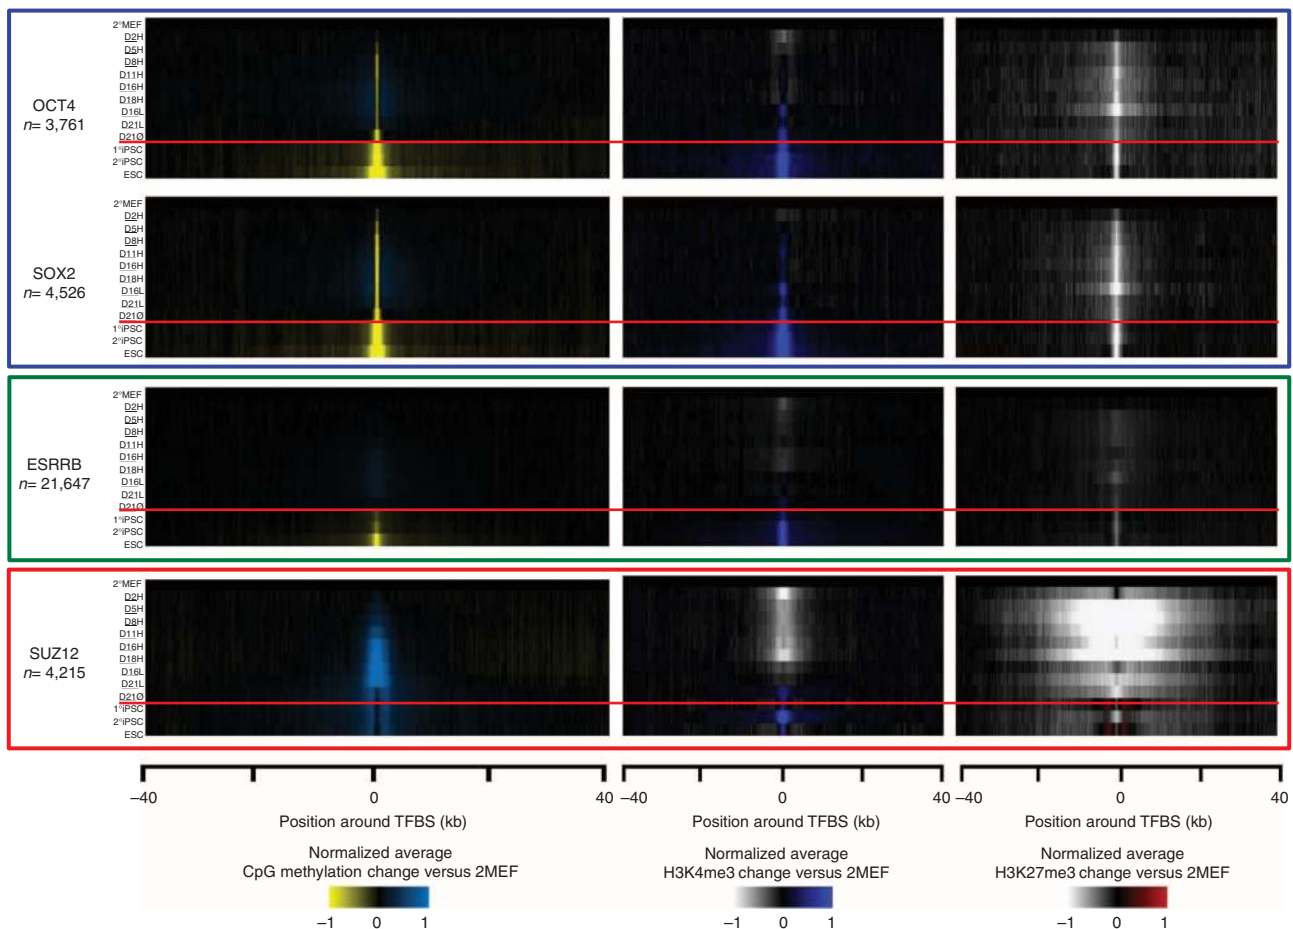 2°MEF
D2H
D5H
D8H
D11H
D16H
D18H
D16L
D21L
D21Ø
1°iPSC
2°iPSC
ESC
OCT4
n= 3,761
2°MEF
D2H
D5H
D8H
D11H
D16H
D18H
D16L
D21L
D21Ø
1°iPSC
2°iPSC
ESC
SOX2
n= 4,526
2°MEF
D2H
D5H
D8H
D11H
D16H
D18H
D16L
D21L
D21Ø
1°iPSC
2°iPSC
ESC
ESRRB
n= 21,647
2°MEF
D2H
D5H
D8H
D11H
D16H
D18H
D16L
D21L
D21Ø
1°iPSC
2°iPSC
ESC
SUZ12
n= 4,215
–40 0 40 –40 0 40 –40 0 40
Position around TFBS (kb) Position around TFBS (kb) Position around TFBS (kb)
Normalized average
CpG methylation change versus 2MEF
–1 0 1
Normalized average
H3K4me3 change versus 2MEF
–1 0 1
Normalized average
H3K27me3 change versus 2MEF
–1 0 1